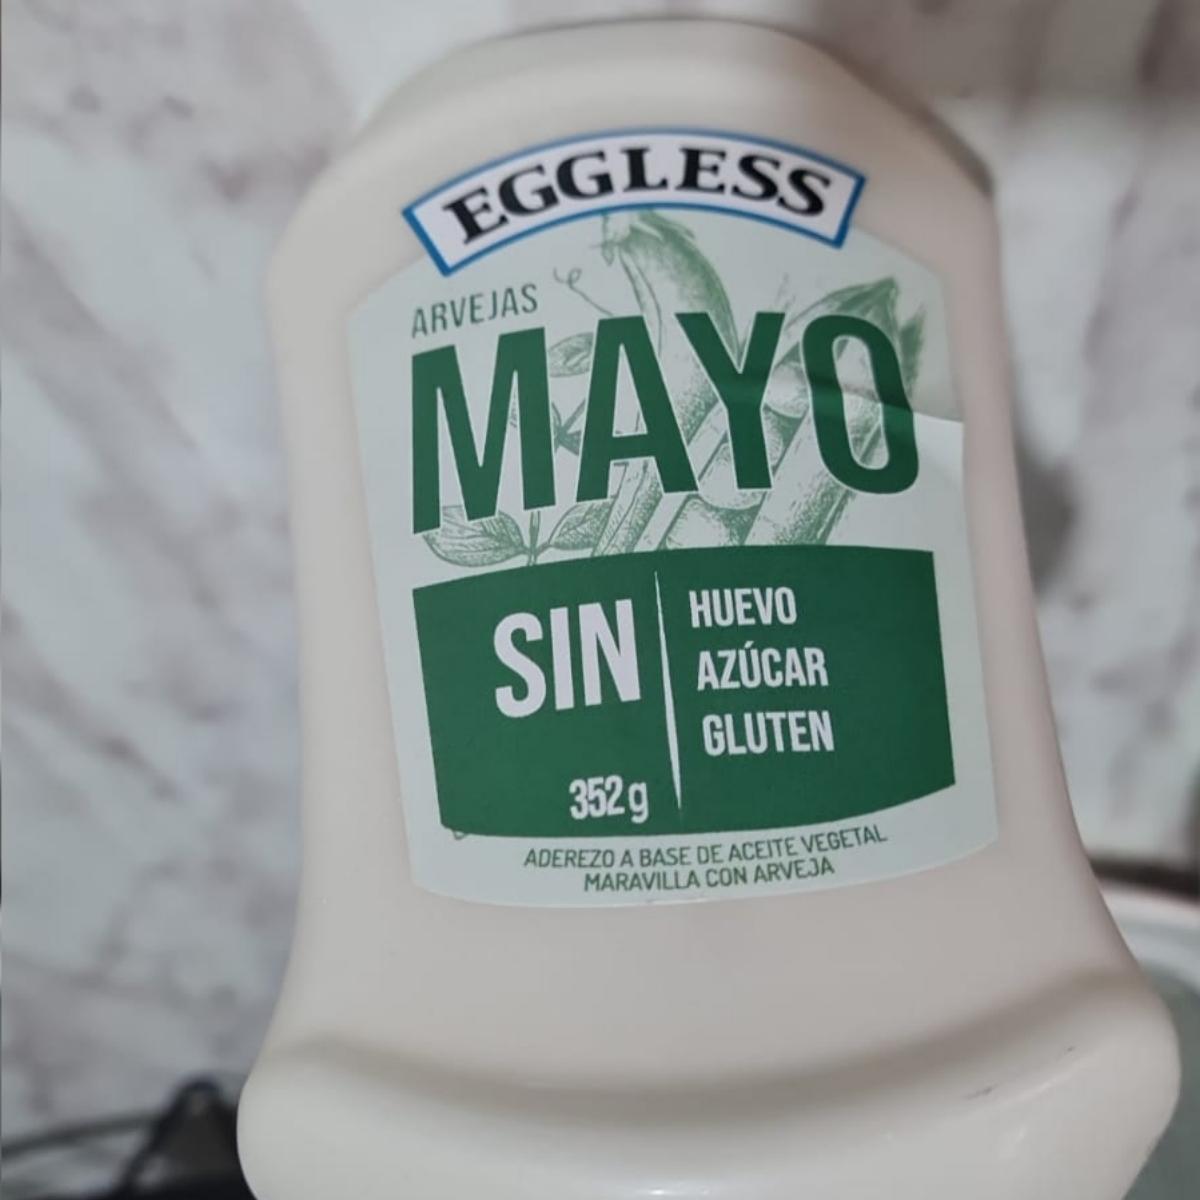 EGGLESS
ARVEJAS
MAYO
SIN
HUEVO
AZÚCAR
GLUTEN
352g
ADEREZO A BASE DE ACEITE VEGETAL
MARAVILLA CON ARVEJA